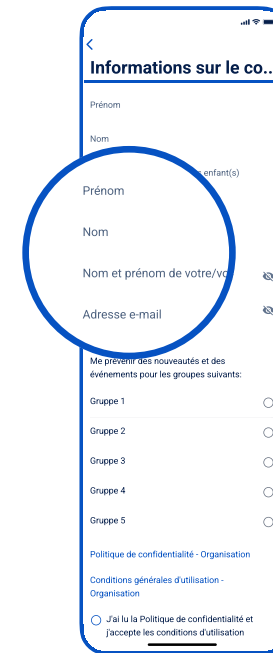 Informations sur le co...
Prénom
Nom
enfant(s)
Prénom
Nom
Nom et prénom de votre/vo
Adresse e-mail
Me prévenir des nouveautés et des
événements pour les groupes suivants:
Gruppe 1
Gruppe 2
Gruppe 3
Gruppe 4
Gruppe 5
Politique de confidentialité - Organisation
Conditions générales d'utilisation -
Organisation
J'ai lu la Politique de confidentialité et
j'accepte les conditions d'utilisation